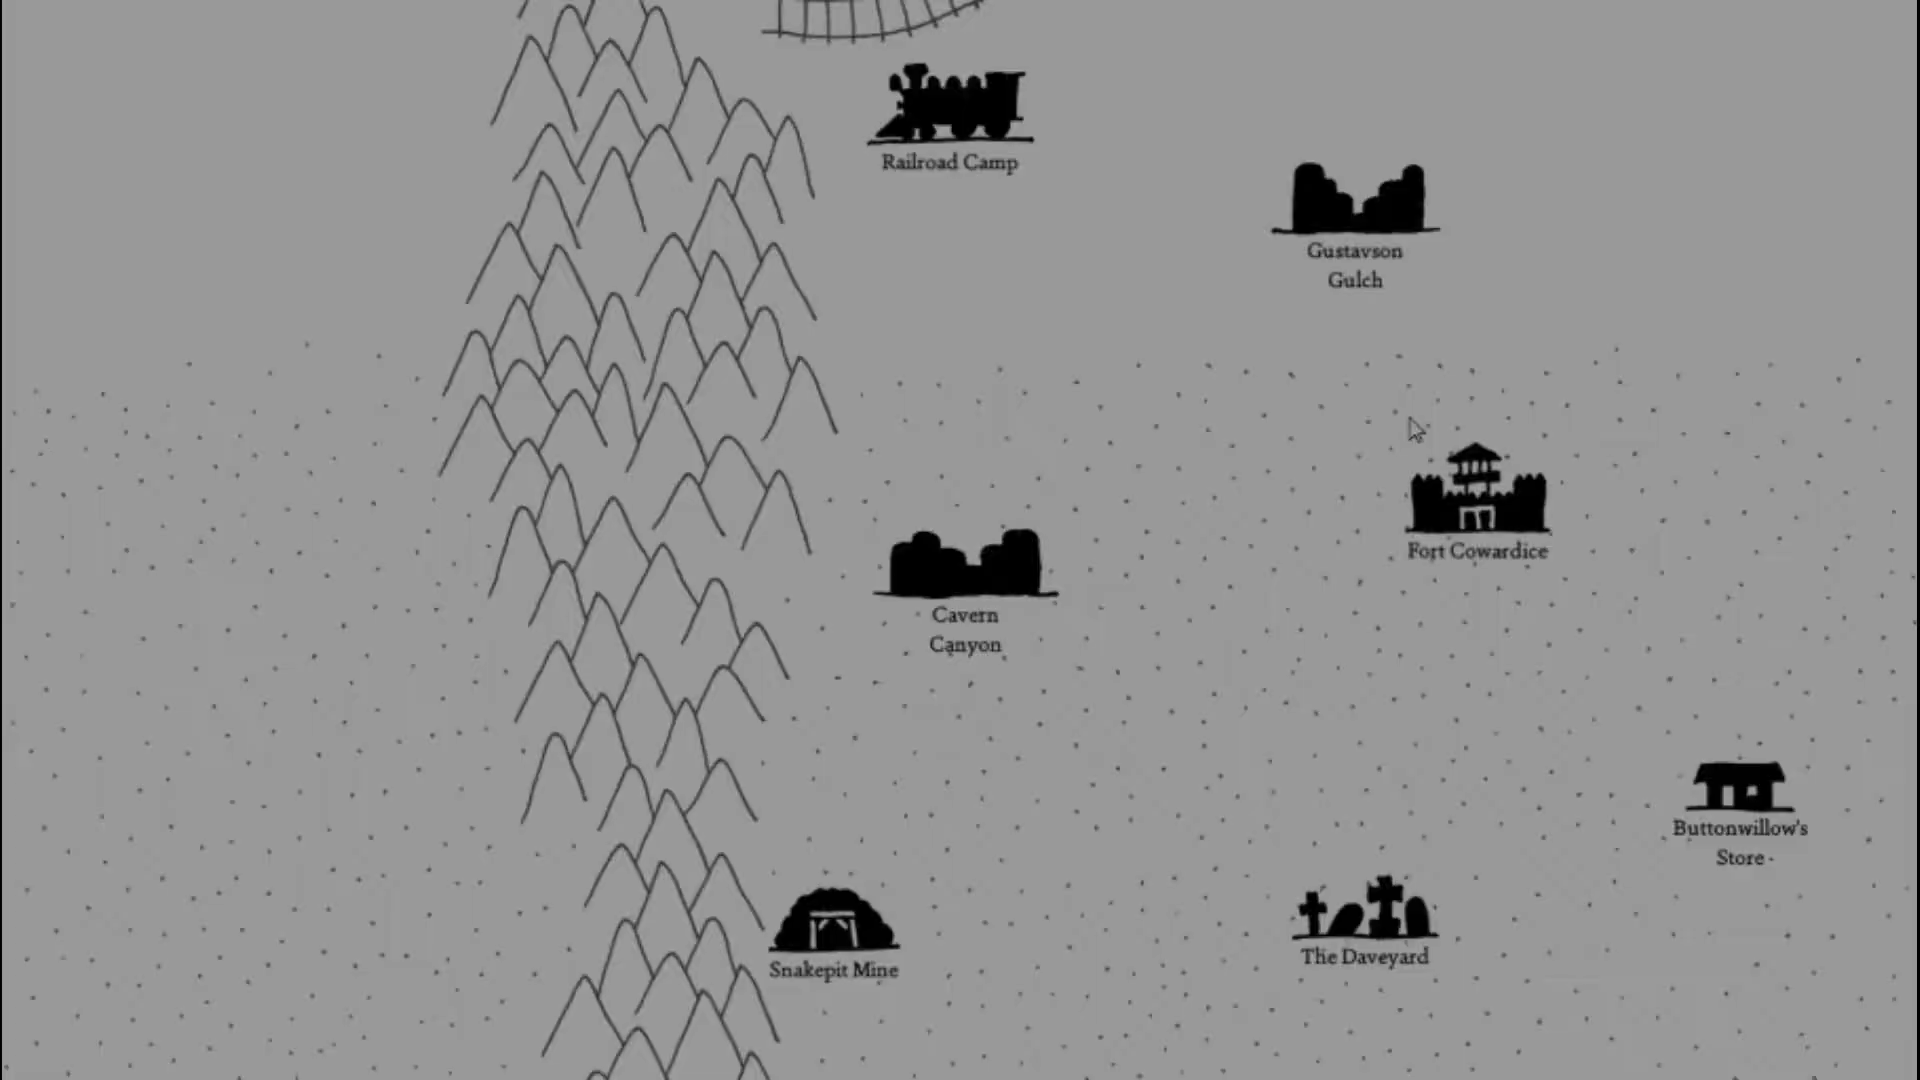 Railroad Camp
Gustavson
Gulch
Fort Cowardice
Cavern
Canyon
Buttonwillow's
Store
The Daveyard
Snakepit Mine